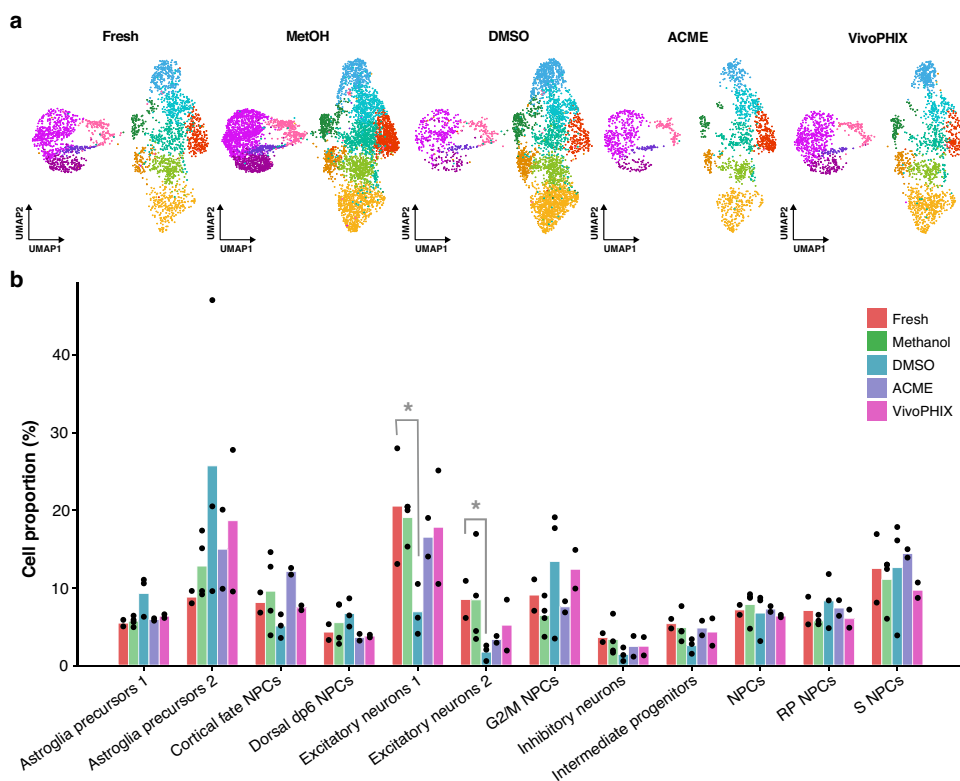 a
Fresh MetOH DMSO ACME VivoPHIX
UMAP2 UMAP2 UMAP2 UMAP2 UMAP2
UMAP1 UMAP1 UMAP1 UMAP1 UMAP1
b
Cell proportion (%)
40
30
20
10
0
* *
Fresh
Methanol
DMSO
ACME
VivoPHIX
Astroglia precursors 1
Astroglia precursors 2
Cortical fate NPCs
Dorsal dp6 NPCs
Excitatory neurons 1
Excitatory neurons 2
G2/M NPCs
Inhibitory neurons
Intermediate progenitors
NPCs
RP NPCs
S NPCs